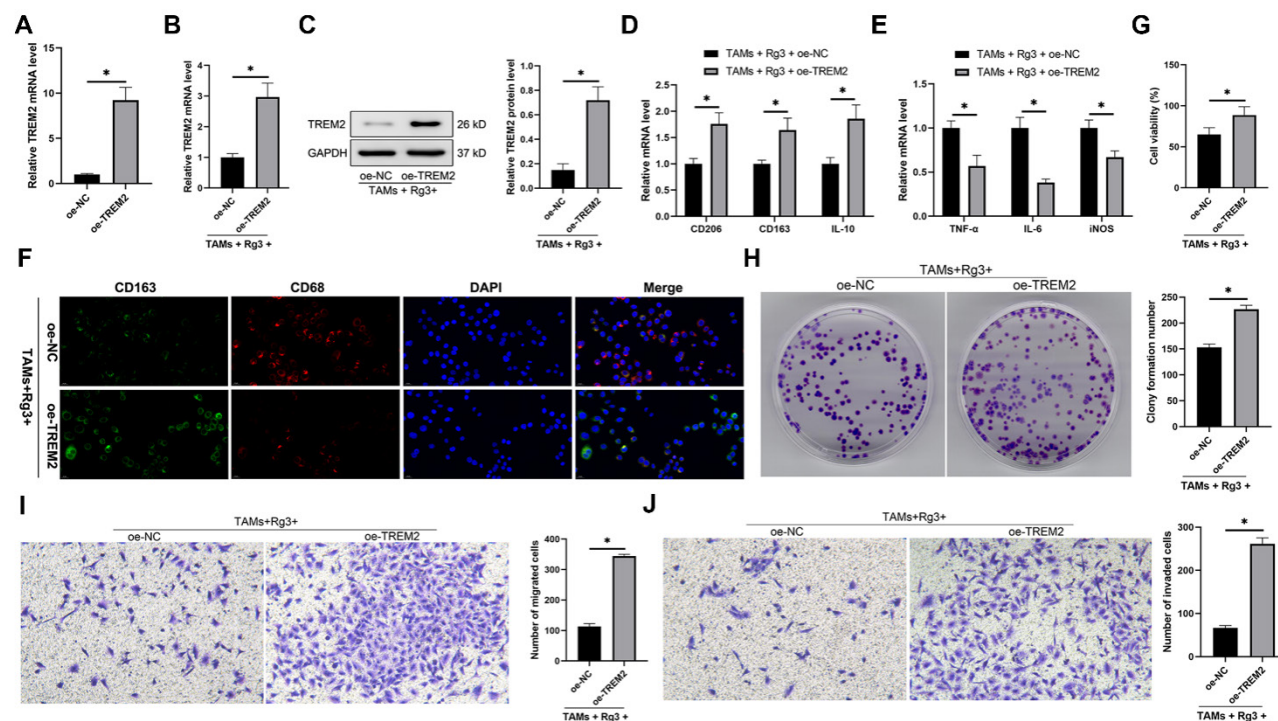 A
Relative TREM2 mRNA level
15
10
5
0
*
oe-NC
oe-TREM2
B
Relative TREM2 mRNA level
5
4
3
2
1
0
*
oe-NC
oe-TREM2
TAMs + Rg3 +
C
TREM2
26 kD
GAPDH
37 kD
oe-NC oe-TREM2
TAMs + Rg3+
Relative TREM2 protein level
1.0
0.8
0.6
0.4
0.2
0.0
*
oe-NC
oe-TREM2
TAMs + Rg3 +
D
TAMs + Rg3 + oe-NC
TAMs + Rg3 + oe-TREM2
Relative mRNA level
2.5
2.0
1.5
1.0
0.5
0.0
* * *
CD206 CD163 IL-10
E
TAMs + Rg3 + oe-NC
TAMs + Rg3 + oe-TREM2
Relative mRNA level
1.5
1.0
0.5
0.0
* * *
TNF-α IL-6 iNOS
G
Cell viability (%)
150
100
50
0
*
oe-NC
oe-TREM2
TAMs + Rg3 +
F
CD163 CD68 DAPI Merge
TAMs+Rg3+
oe-NC
oe-TREM2
H
TAMs+Rg3+
oe-NC oe-TREM2
Clony formation number
250
200
150
100
50
0
*
oe-NC
oe-TREM2
TAMs + Rg3 +
I
TAMs+Rg3+
oe-NC oe-TREM2
Number of migrated cells
400
300
200
100
0
*
oe-NC
oe-TREM2
TAMs + Rg3 +
J
TAMs+Rg3+
oe-NC oe-TREM2
Number of invaded cells
300
200
100
0
*
oe-NC
oe-TREM2
TAMs + Rg3 +